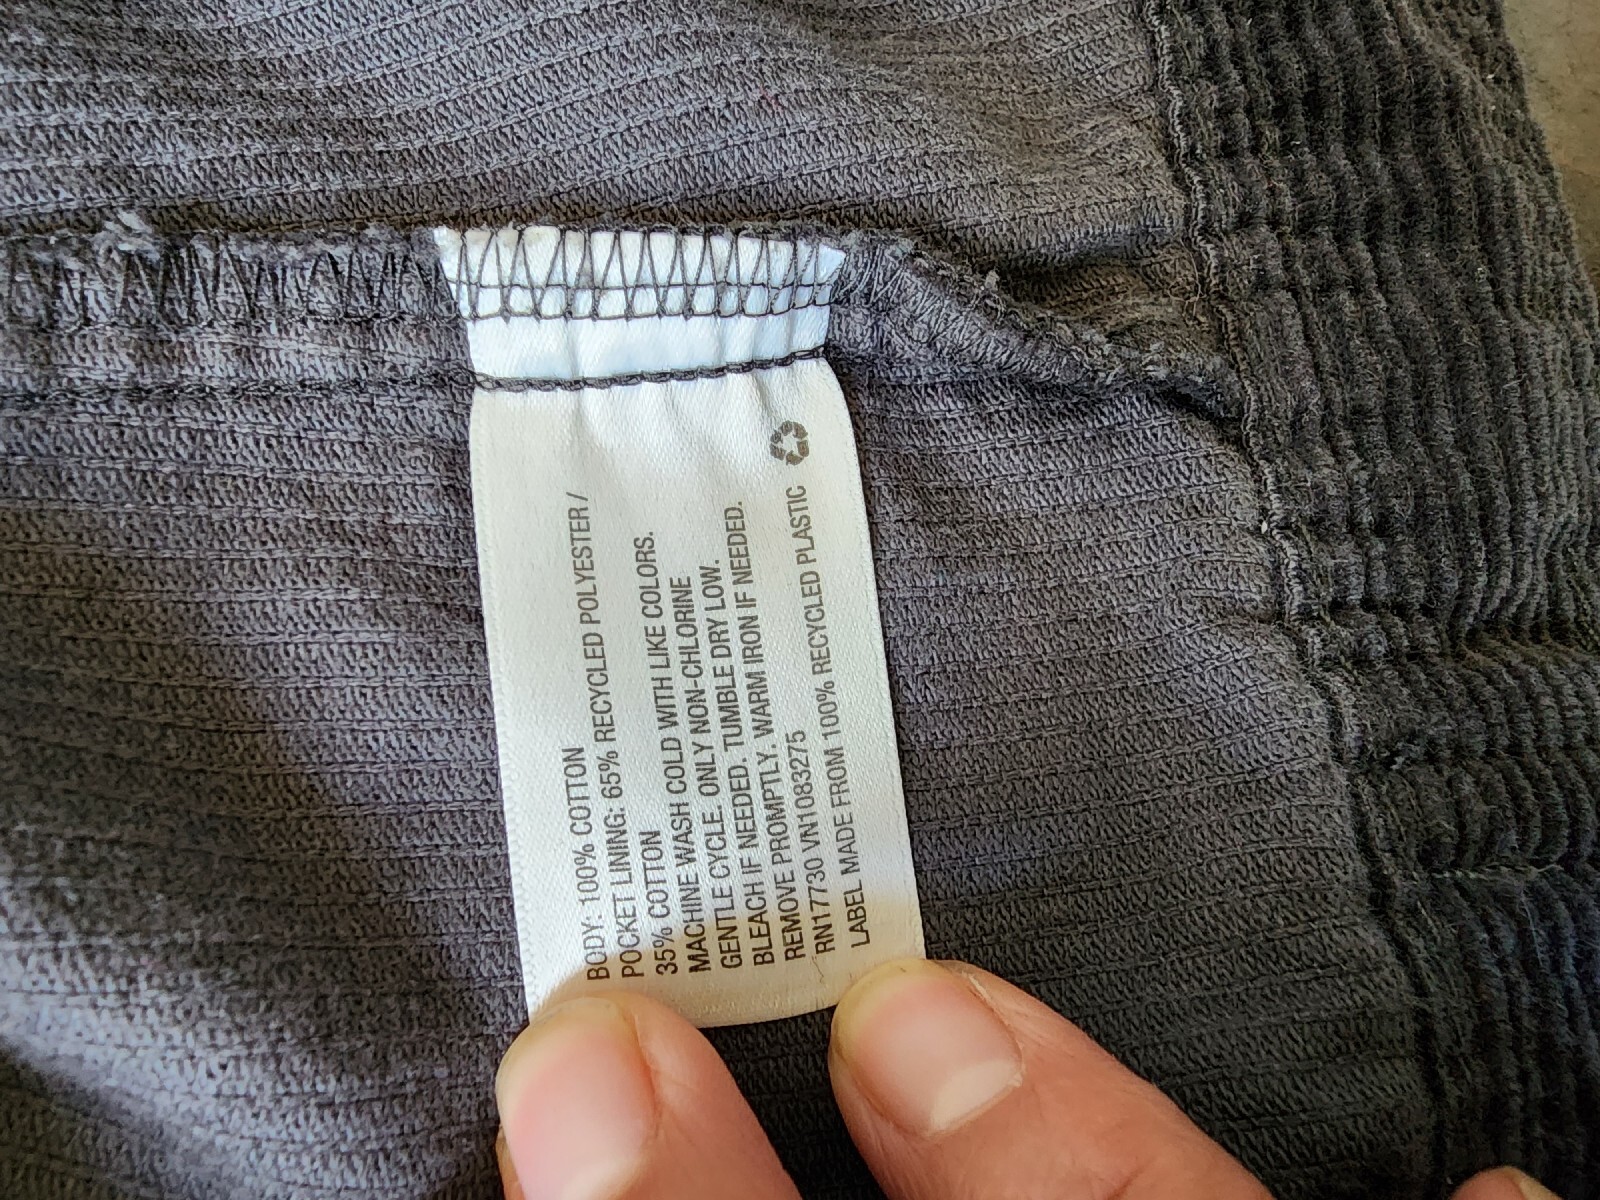 BODY: 100% COTTON
POCKET LINING: 65% RECYCLED POLYESTER /
35% COTTON
MACHINE WASH COLD WITH LIKE COLORS.
GENTLE CYCLE. ONLY NON-CHLORINE
BLEACH IF NEEDED. TUMBLE DRY LOW.
REMOVE PROMPTLY. WARM IRON IF NEEDED.
RN17730 VN1083275
LABEL MADE FROM 100% RECYCLED PLASTIC